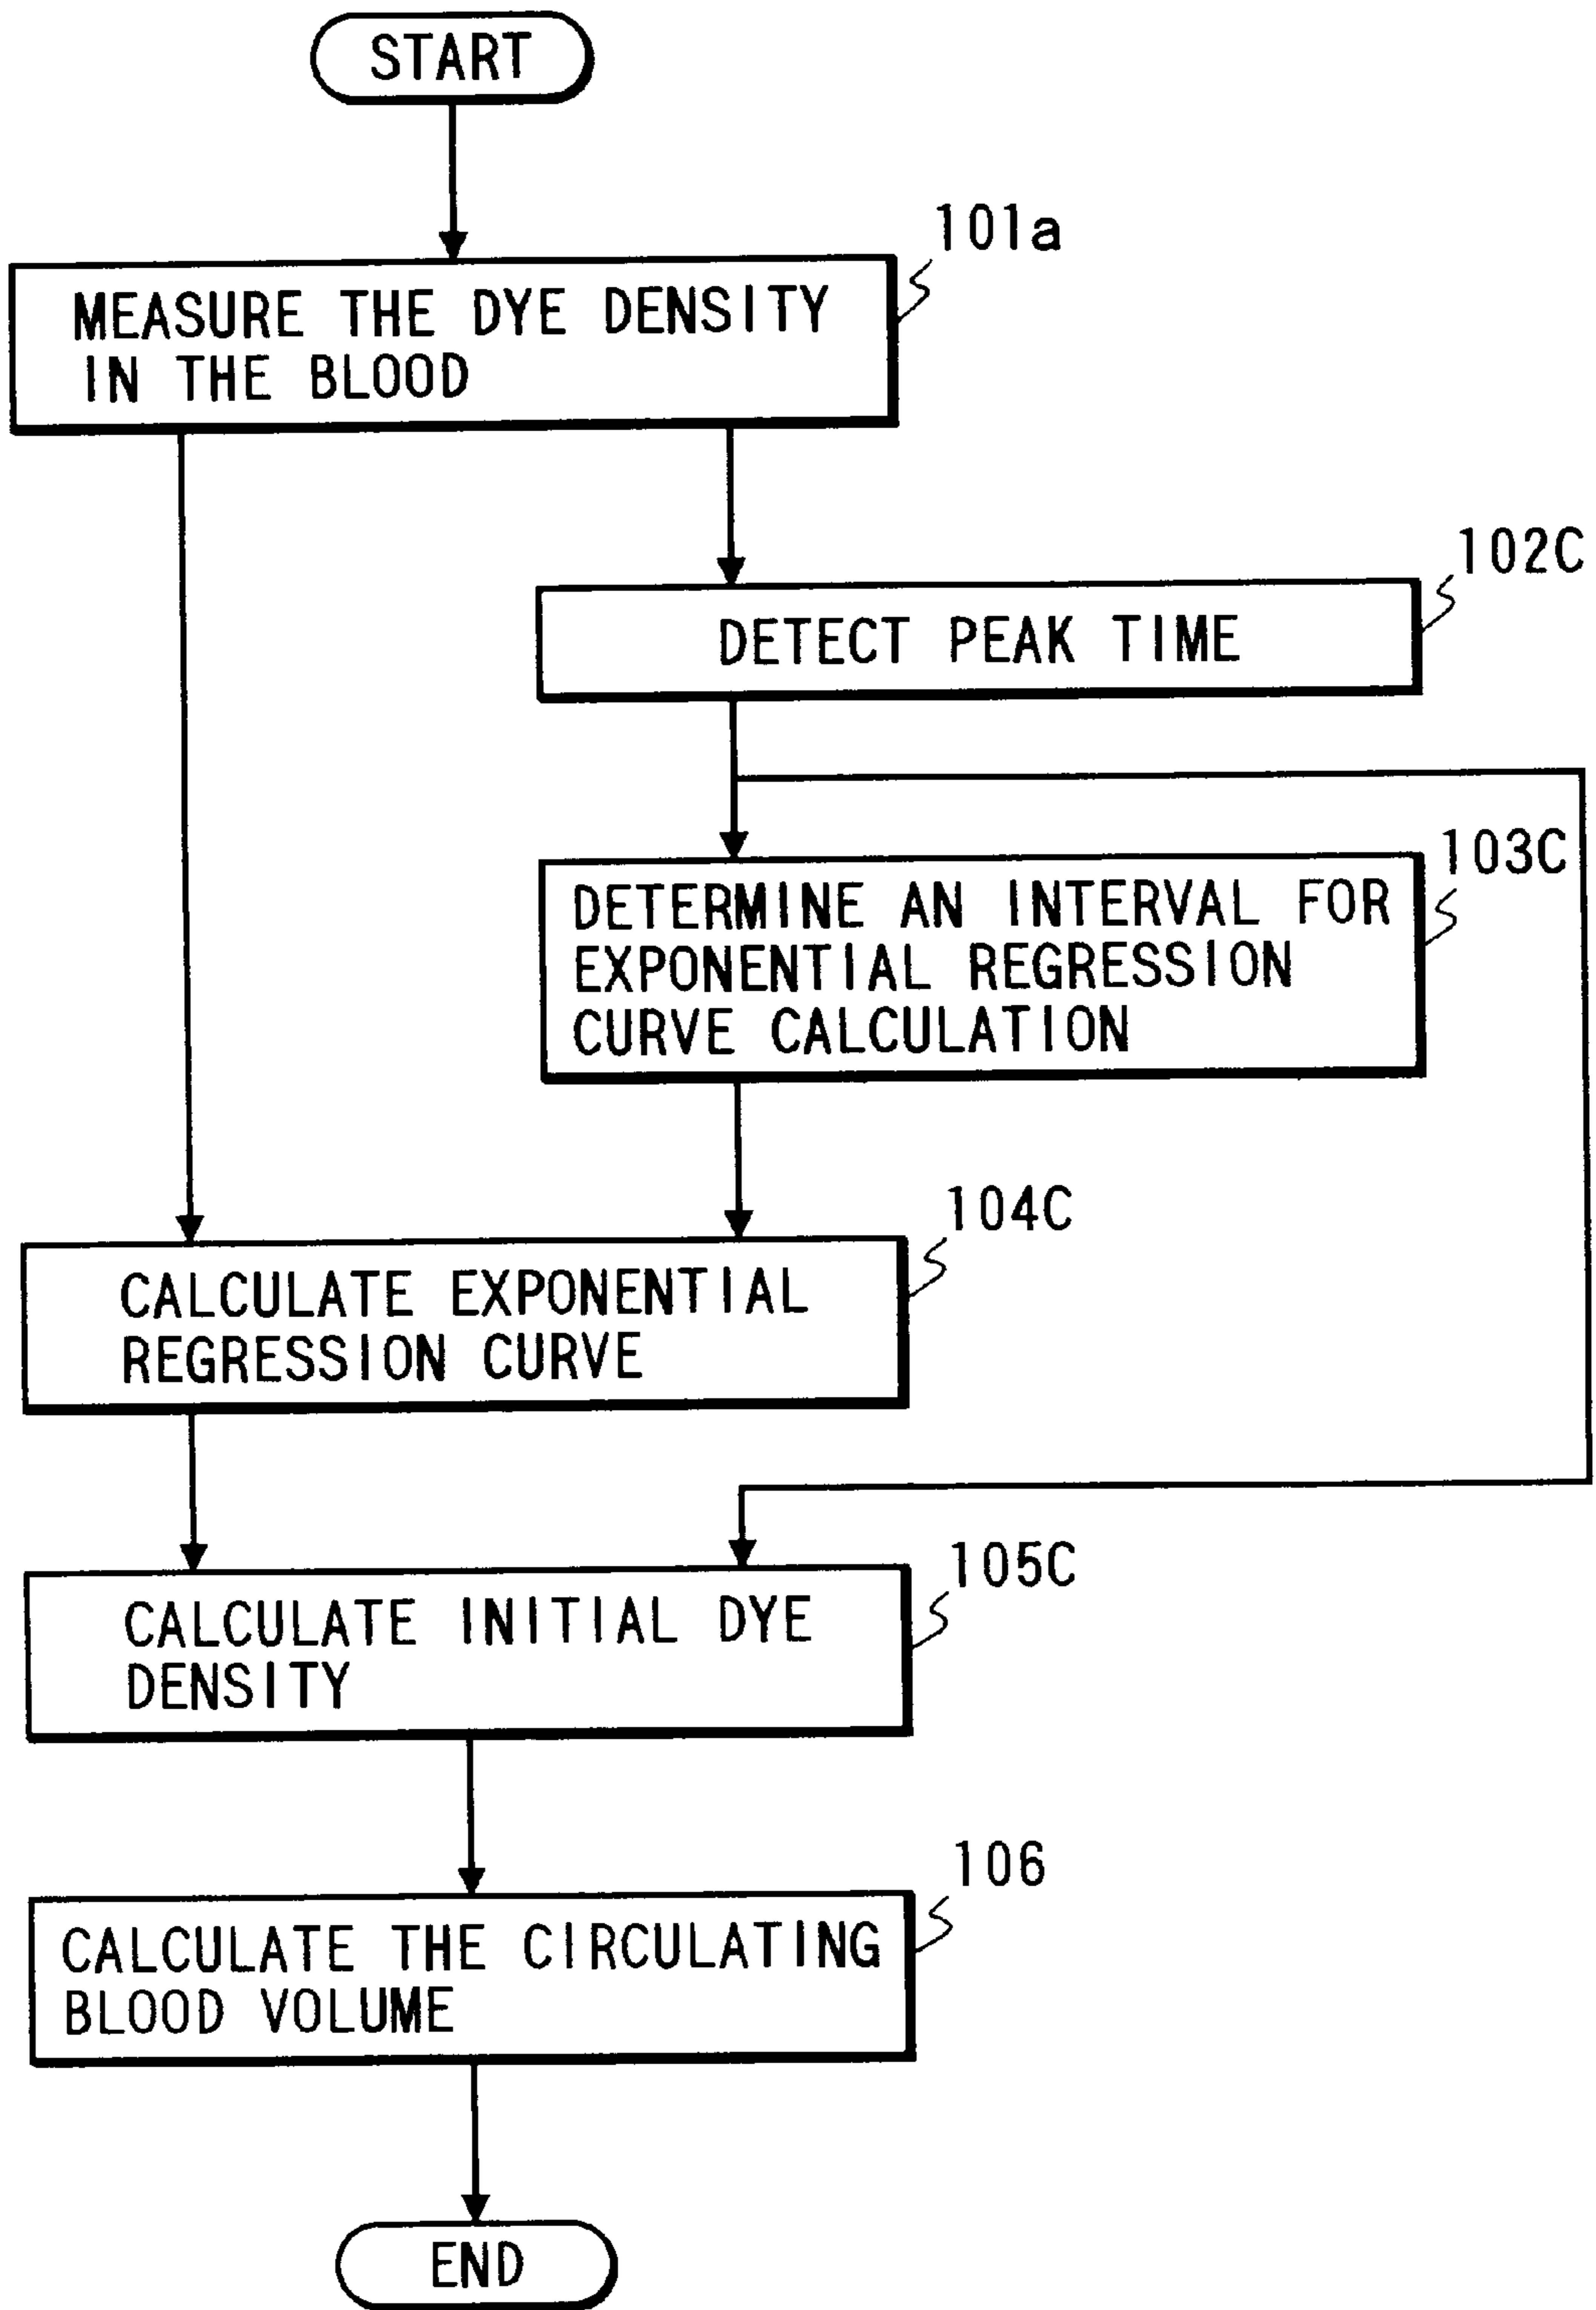 START
101a
MEASURE THE DYE DENSITY
IN THE BLOOD
102C
DETECT PEAK TIME
103C
DETERMINE AN INTERVAL FOR
EXPONENTIAL REGRESSION
CURVE CALCULATION
104C
CALCULATE EXPONENTIAL
REGRESSION CURVE
105C
CALCULATE INITIAL DYE
DENSITY
106
CALCULATE THE CIRCULATING
BLOOD VOLUME
END